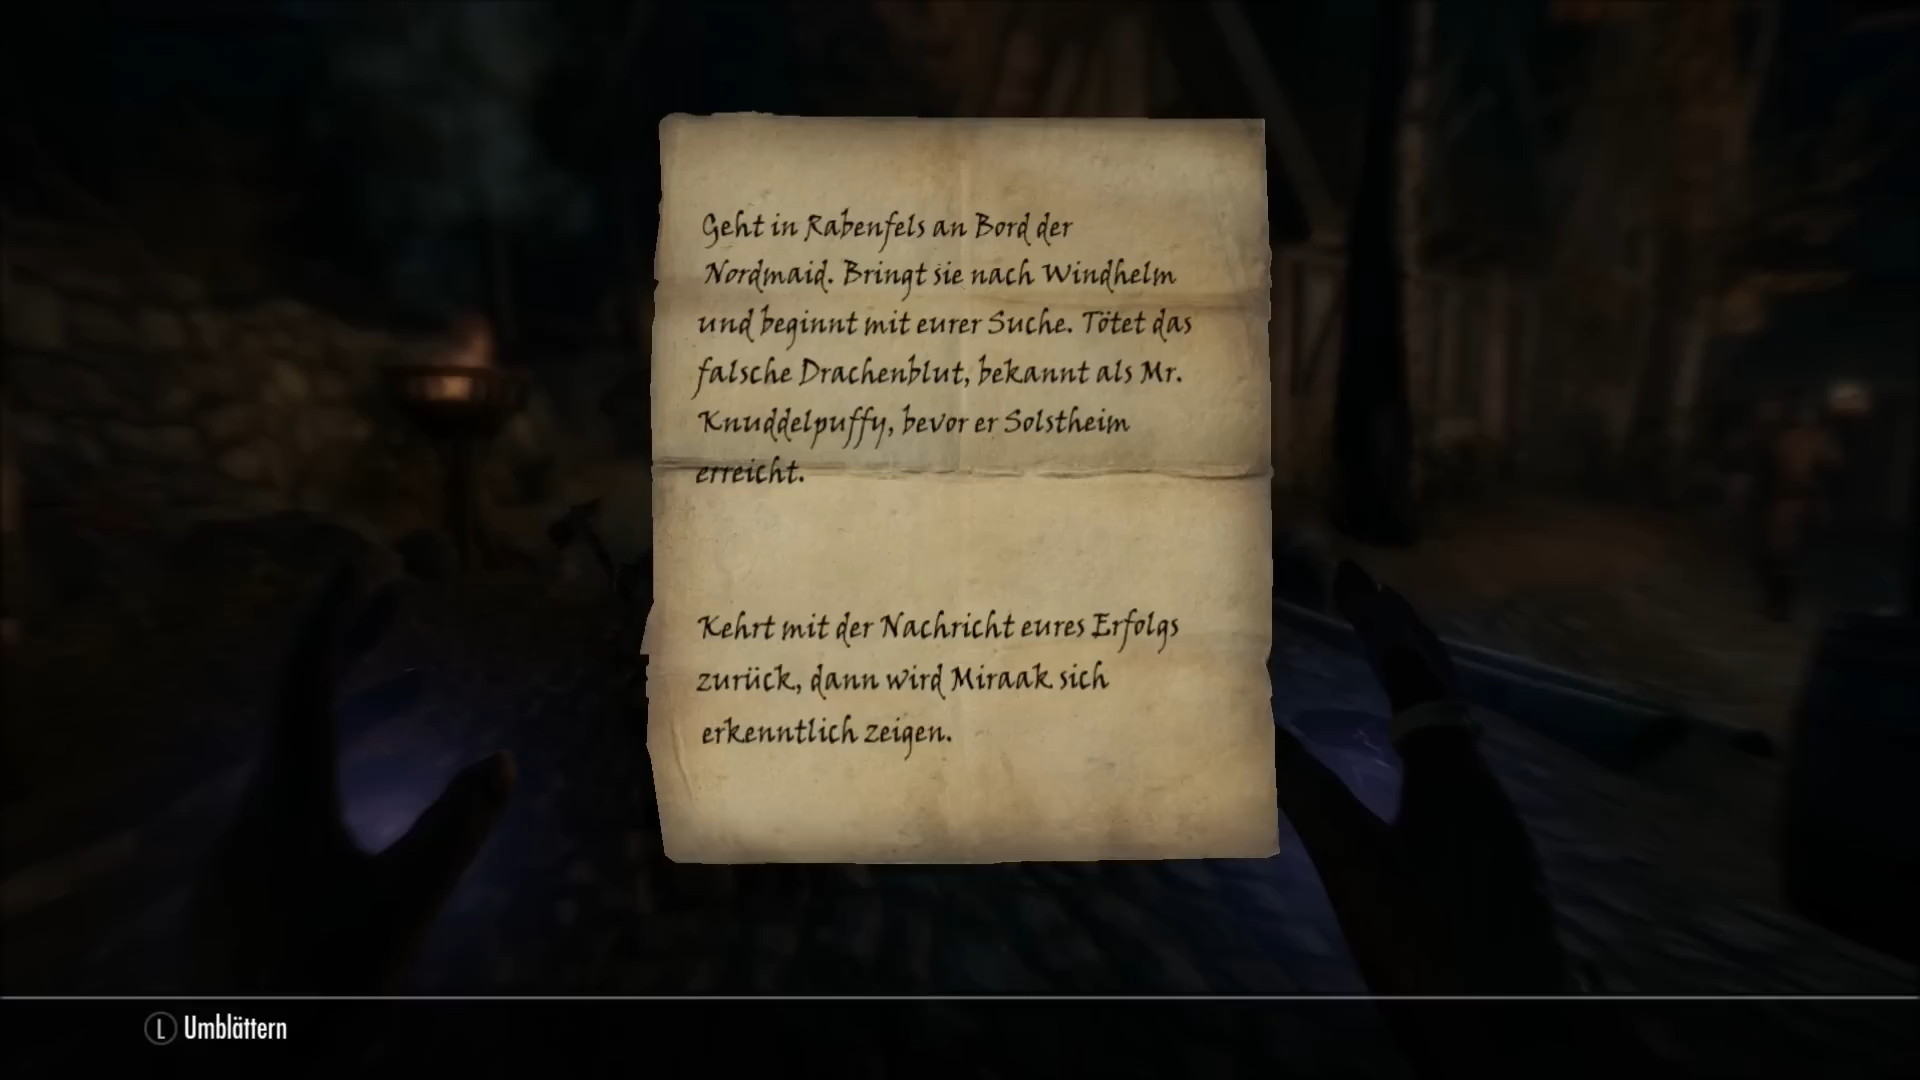 Geht in Rabenfels an Bord der
Nordmaid. Bringt sie nach Windhelm
und beginnt mit eurer Suche. Tötet das
falsche Drachenblut, bekannt als Mr.
Knuddelpuffy, bevor er Solstheim
erreicht.
Kehrt mit der Nachricht eures Erfolgs
zurück, dann wird Miraak sich
erkenntlich zeigen.
L Umblättern